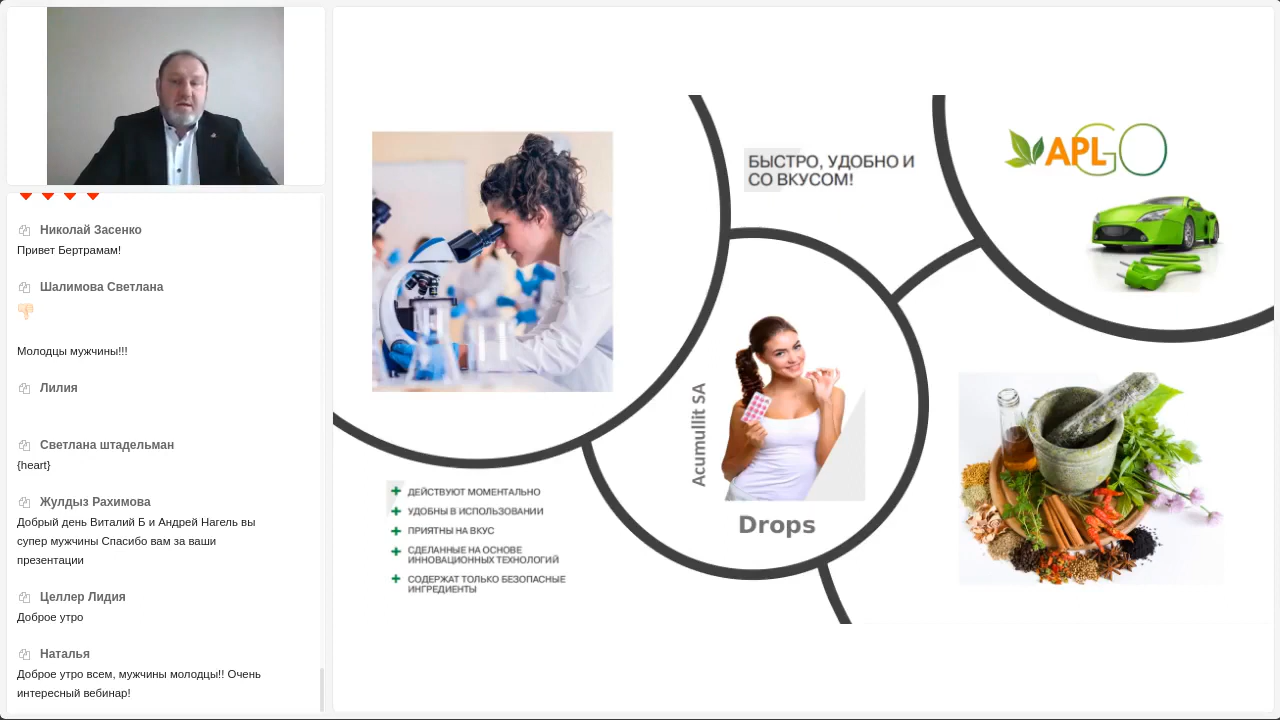 Николай Засенко
Привет Бертрамам!
Шалимова Светлана
Молодцы мужчины!!!
Лилия
Светлана штадельман
{heart}
Жулдыз Рахимова
Добрый день Виталий Б и Андрей Нагель вы
супер мужчины Спасибо вам за ваши
презентации
Целлер Лидия
Доброе утро
Наталья
Доброе утро всем, мужчины молодцы!! Очень
интересный вебинар!
БЫСТРО, УДОБНО И
СО ВКУСОМ!
APLGO
Acumullit SA
Drops
ДЕЙСТВУЮТ МОМЕНТАЛЬНО
УДОБНЫ В ИСПОЛЬЗОВАНИИ
ПРИЯТНЫ НА ВКУС
СДЕЛАННЫЕ НА ОСНОВЕ
ИННОВАЦИОННЫХ ТЕХНОЛОГИЙ
СОДЕРЖАТ ТОЛЬКО БЕЗОПАСНЫЕ
ИНГРЕДИЕНТЫ